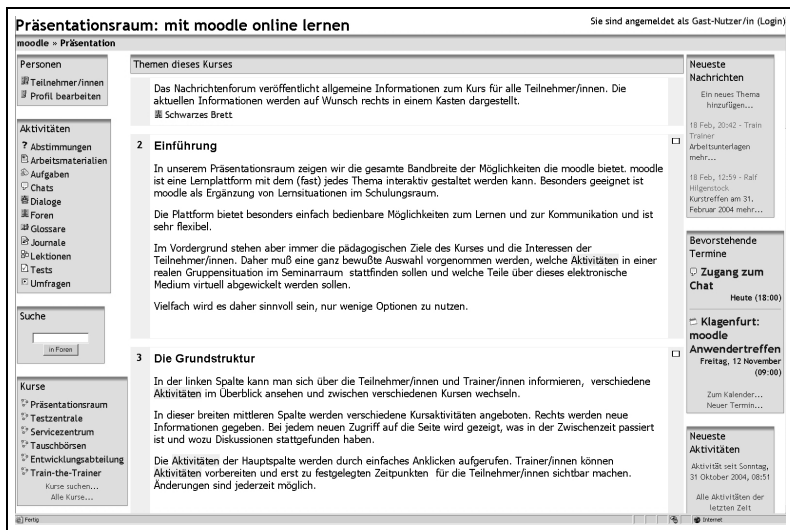 Präsentationsraum: mit moodle online lernen
Sie sind angemeldet als Gast-Nutzer/in (Login)
moodle » Präsentation
Personen
Teilnehmer/innen
Profil bearbeiten
Aktivitäten
Abstimmungen
Arbeitsmaterialien
Aufgaben
Chats
Dialoge
Foren
Glossare
Journale
Lektionen
Tests
Umfragen
Suche
in Foren
Kurse
Präsentationsraum
Testzentrale
Servicezentrum
Tauschbörsen
Entwicklungsabteilung
Train-the-Trainer
Kurse suchen...
Alle Kurse...
Themen dieses Kurses
Das Nachrichtenforum veröffentlicht allgemeine Informationen zum Kurs für alle Teilnehmer/innen. Die
aktuellen Informationen werden auf Wunsch rechts in einem Kasten dargestellt.
Schwarzes Brett
2 Einführung
In unserem Präsentationsraum zeigen wir die gesamte Bandbreite der Möglichkeiten die moodle bietet. moodle
ist eine Lernplattform mit dem (fast) jedes Thema interaktiv gestaltet werden kann. Besonders geeignet ist
moodle als Ergänzung von Lernsituationen im Schulungsraum.
Die Plattform bietet besonders einfach bedienbare Möglichkeiten zum Lernen und zur Kommunikation und ist
sehr flexibel.
Im Vordergrund stehen aber immer die pädagogischen Ziele des Kurses und die Interessen der
Teilnehmer/innen. Daher muß eine ganz bewußte Auswahl vorgenommen werden, welche Aktivitäten in einer
realen Gruppensituation im Seminarraum stattfinden sollen und welche Teile über dieses elektronische
Medium virtuell abgewickelt werden sollen.
Vielfach wird es daher sinnvoll sein, nur wenige Optionen zu nutzen.
3 Die Grundstruktur
In der linken Spalte kann man sich über die Teilnehmer/innen und Trainer/innen informieren, verschiedene
Aktivitäten im Überblick ansehen und zwischen verschiedenen Kursen wechseln.
In dieser breiten mittleren Spalte werden verschiedene Kursaktivitäten angeboten. Rechts werden neue
Informationen gegeben. Bei jedem neuen Zugriff auf die Seite wird gezeigt, was in der Zwischenzeit passiert
ist und wozu Diskussionen stattgefunden haben.
Die Aktivitäten der Hauptspalte werden durch einfaches Anklicken aufgerufen. Trainer/innen können
Aktivitäten vorbereiten und erst zu festgelegten Zeitpunkten für die Teilnehmer/innen sichtbar machen.
Änderungen sind jederzeit möglich.
Neueste
Nachrichten
Ein neues Thema
hinzufügen...
18 Feb, 20:42 - Train
Trainer
Arbeitsunterlagen
mehr...
18 Feb, 12:59 - Ralf
Hilgenstock
Kurstreffen am 31.
Februar 2004 mehr...
Bevorstehende
Termine
Zugang zum
Chat
Heute (18:00)
Klagenfurt:
moodle
Anwendertreffen
Freitag, 12 November
(09:00)
Zum Kalender...
Neuer Termin...
Neueste
Aktivitäten
Aktivität seit Sonntag,
31 Oktober 2004, 08:51
Alle Aktivitäten der
letzten Zeit
Fertig
Internet